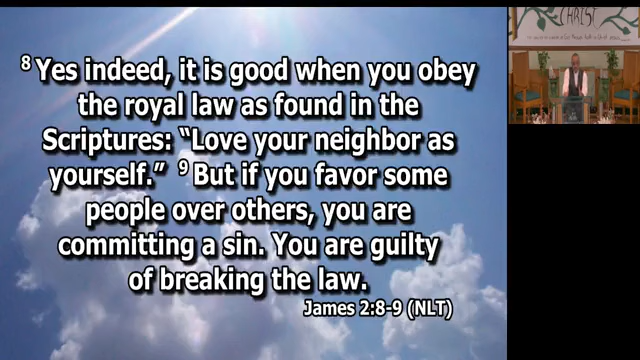 8 Yes indeed, it is good when you obey
the royal law as found in the
Scriptures: “Love your neighbor as
yourself.” 9 But if you favor some
people over others, you are
committing a sin. You are guilty
of breaking the law.
James 2:8-9 (NLT)
CHRIST